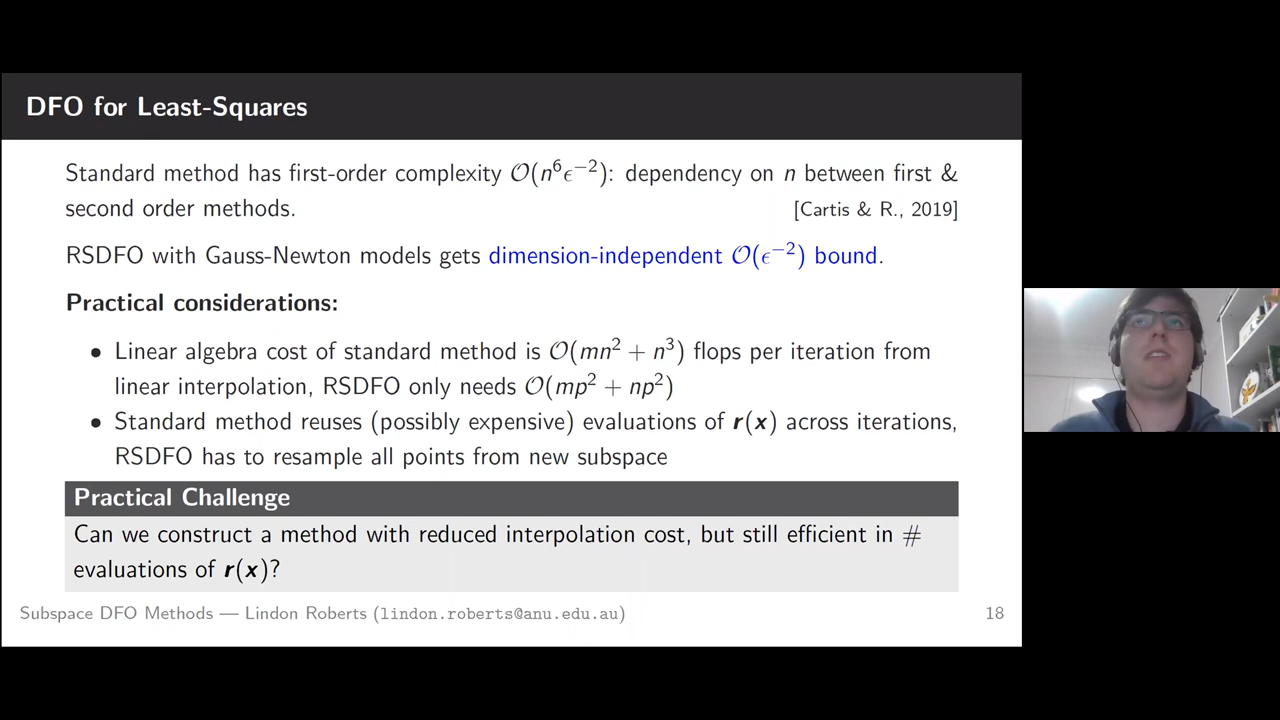 DFO for Least-Squares
Standard method has first-order complexity 𝒪(n⁶ϵ⁻²): dependency on n between first &
second order methods. [Cartis & R., 2019]
RSDFO with Gauss-Newton models gets dimension-independent 𝒪(ϵ⁻²) bound.
Practical considerations:
• Linear algebra cost of standard method is 𝒪(mn² + n³) flops per iteration from
linear interpolation, RSDFO only needs 𝒪(mp² + np²)
• Standard method reuses (possibly expensive) evaluations of r(x) across iterations,
RSDFO has to resample all points from new subspace
Practical Challenge
Can we construct a method with reduced interpolation cost, but still efficient in #
evaluations of r(x)?
Subspace DFO Methods — Lindon Roberts (lindon.roberts@anu.edu.au) 18